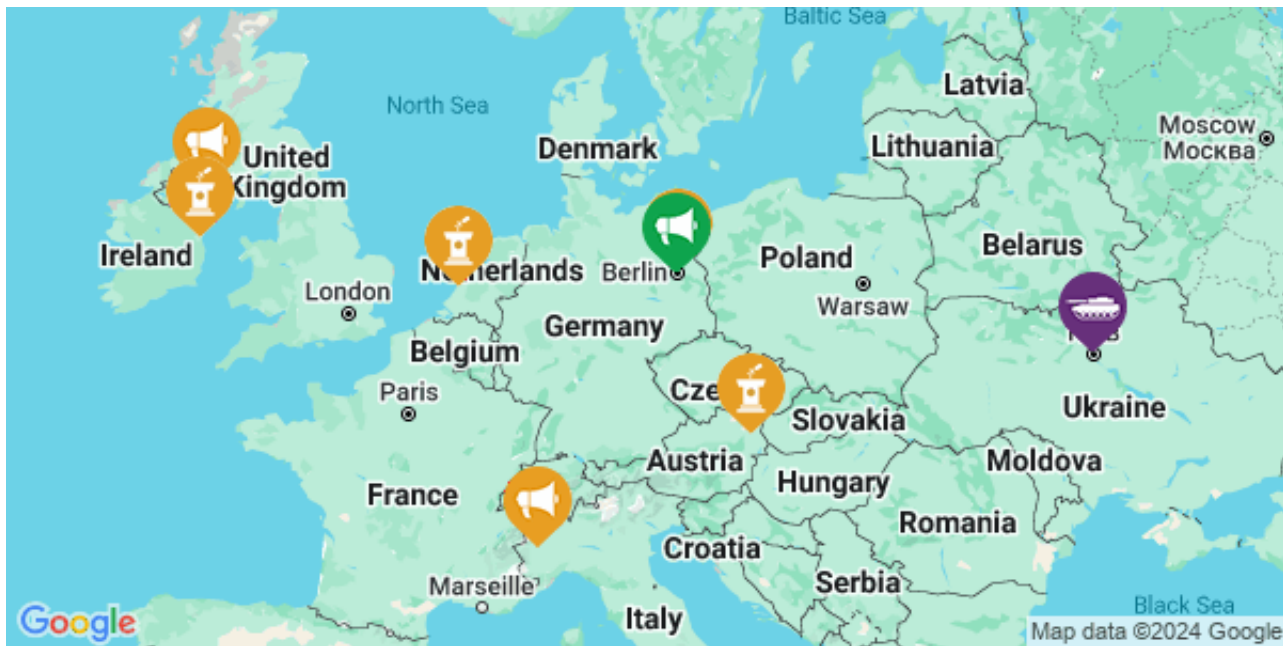 Baltic Sea
Latvia
North Sea
Moscow
Москва
Denmark
Lithuania
United
Kingdom
Belarus
Ireland
Netherlands
Berlin
Poland
London
Warsaw
Germany
Belgium
Paris
Cze
Ukraine
Slovakia
Austria
Moldova
Hungary
France
Romania
Croatia
Serbia
Marseille
Black Sea
Italy
Google
Map data ©2024 Google